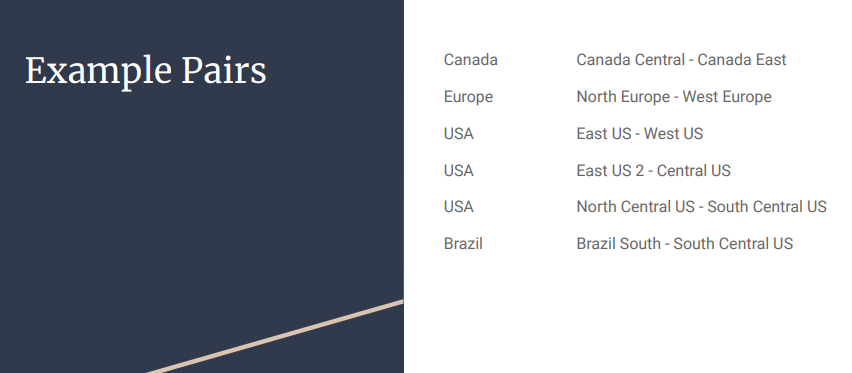 Example Pairs
Canada Canada Central - Canada East
Europe North Europe - West Europe
USA East US - West US
USA East US 2 - Central US
USA North Central US - South Central US
Brazil Brazil South - South Central US